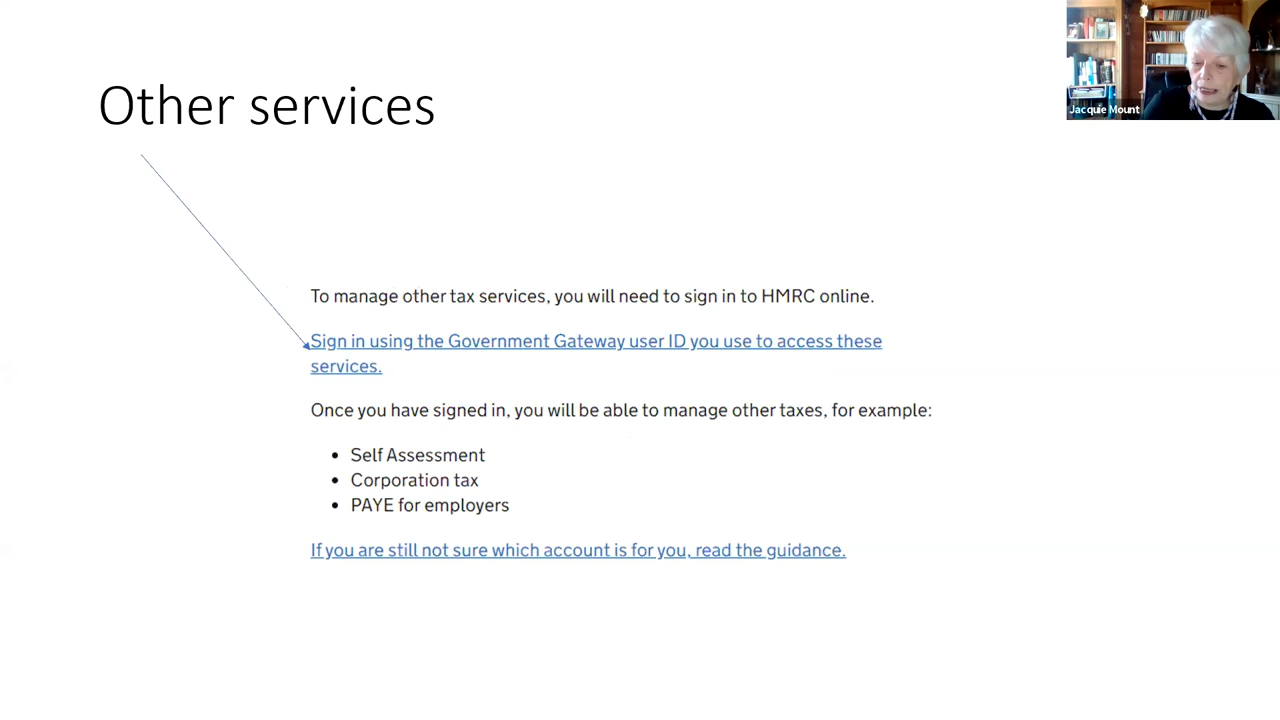 Other services
Jacquie Mount
To manage other tax services, you will need to sign in to HMRC online.
Sign in using the Government Gateway user ID you use to access these
services.
Once you have signed in, you will be able to manage other taxes, for example:
• Self Assessment
• Corporation tax
• PAYE for employers
If you are still not sure which account is for you, read the guidance.